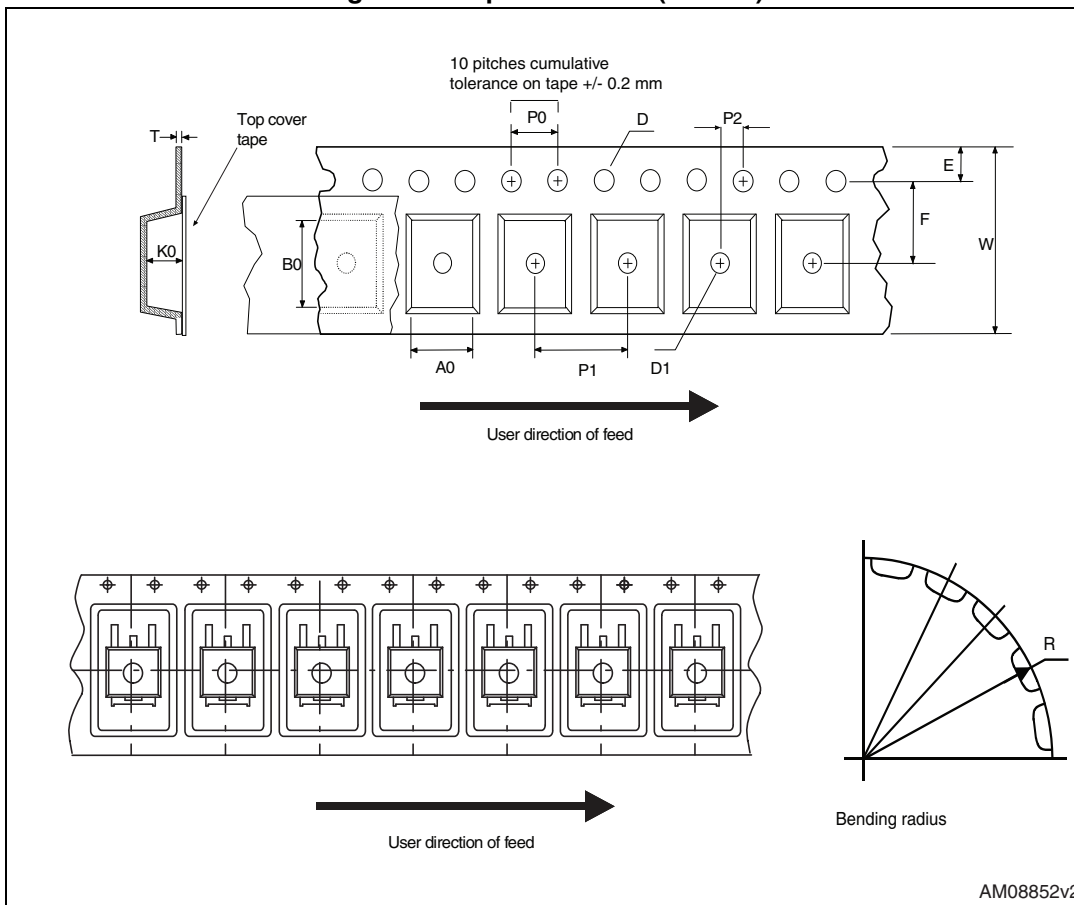 10 pitches cumulative
tolerance on tape +/- 0.2 mm
T
Top cover
tape
P0
D
P2
E
F
W
K0
B0
A0
P1
D1
User direction of feed
R
Bending radius
User direction of feed
AM08852v2